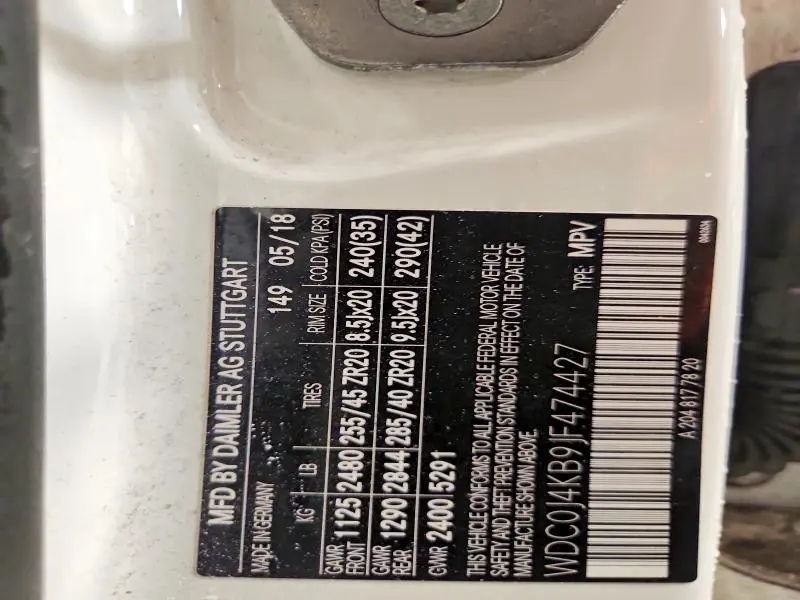 MFD BY DAIMLER AG STUTTGART
MADE IN GERMANY 149 05/18
KG LB TIRES RIM SIZE COLD KPA(PSI)
GAWR FRONT 1125 2480 255/45 ZR20 8.5Jx20 240(35)
GAWR REAR 1290 2844 285/40 ZR20 9.5Jx20 290(42)
GVWR 2400 5291
THIS VEHICLE CONFORMS TO ALL APPLICABLE FEDERAL MOTOR VEHICLE
SAFETY AND THEFT PREVENTION STANDARDS IN EFFECT ON THE DATE OF
MANUFACTURE SHOWN ABOVE.
WDC0J4KB9JF474427 TYPE: MPV
A 204 817 78 20